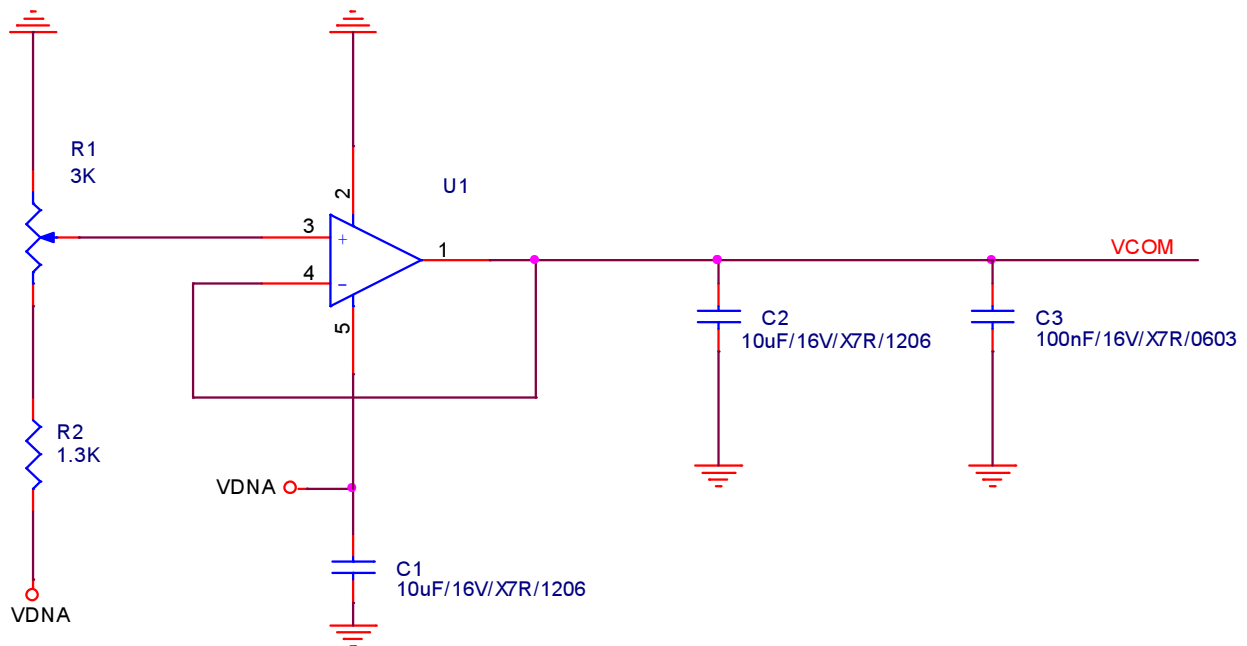 R1
3K
U1
2
3
+
1
4
-
5
VCOM
C2
10uF/16V/X7R/1206
C3
100nF/16V/X7R/0603
R2
1.3K
VDNA
C1
10uF/16V/X7R/1206
VDNA